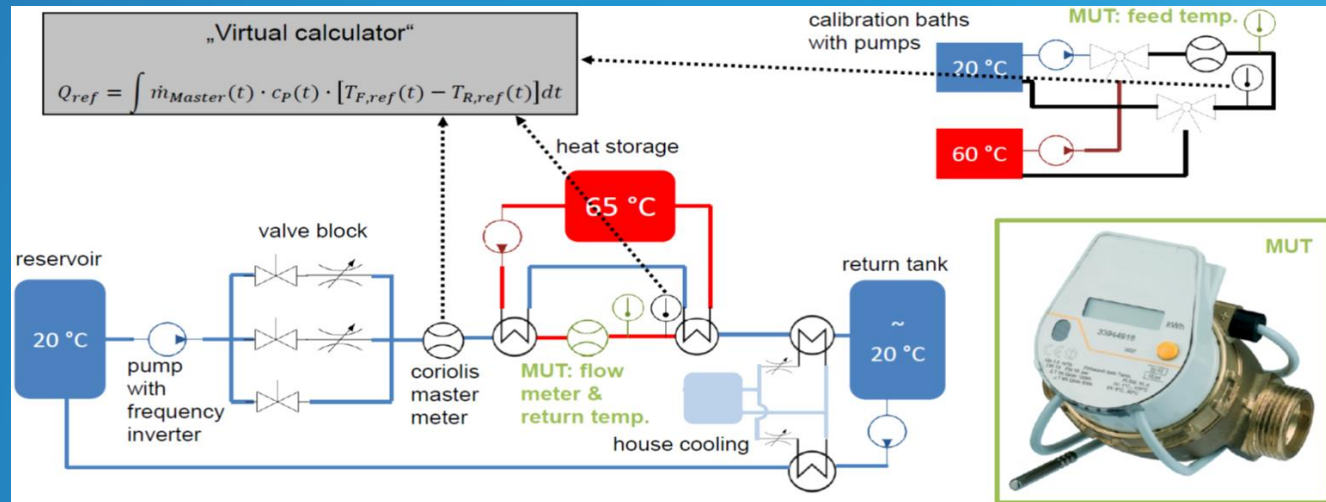 „Virtual calculator“
Q_ref = ∫ ṁ_Master(t) · c_P(t) · [T_F,ref(t) − T_R,ref(t)]dt
calibration baths
with pumps
MUT: feed temp.
20 °C
60 °C
heat storage
65 °C
valve block
reservoir
20 °C
pump
with
frequency
inverter
coriolis
master
meter
MUT: flow
meter &
return temp.
house cooling
return tank
~
20 °C
MUT
kWh
33944918